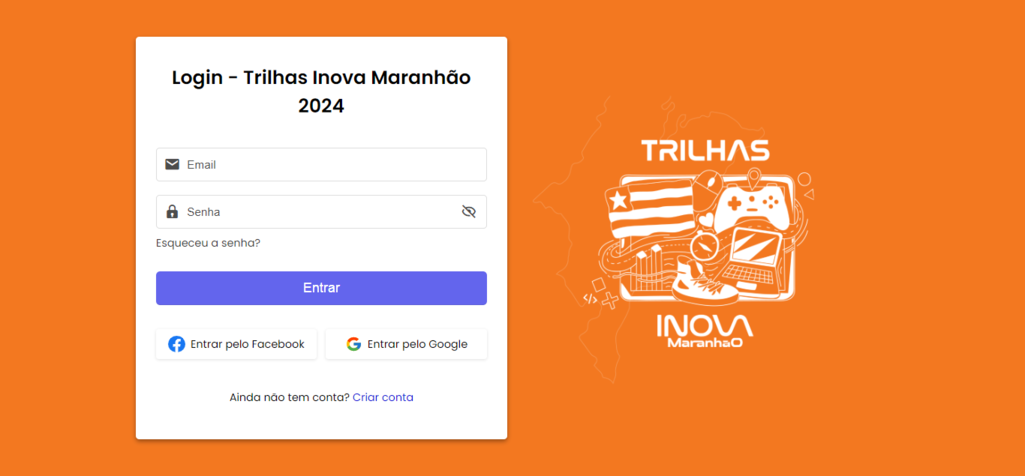 Login - Trilhas Inova Maranhão
2024
Email
Senha
Esqueceu a senha?
Entrar
Entrar pelo Facebook
Entrar pelo Google
Ainda não tem conta? Criar conta
TRILHAS
</>
INOVA
MaranhaO